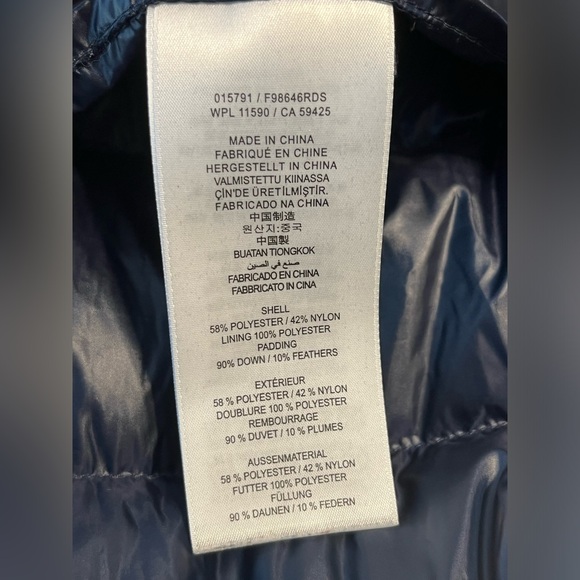 015791 / F98646RDS
WPL 11590 / CA 59425
MADE IN CHINA
FABRIQUÉ EN CHINE
HERGESTELLT IN CHINA
VALMISTETTU KIINASSA
ÇİN'DE ÜRETİLMİŞTİR.
FABRICADO NA CHINA
中国制造
원산지:중국
中国製
BUATAN TIONGKOK
صنع في الصين
FABRICADO EN CHINA
FABBRICATO IN CINA
SHELL
58% POLYESTER / 42% NYLON
LINING 100% POLYESTER
PADDING
90% DOWN / 10% FEATHERS
EXTÉRIEUR
58 % POLYESTER / 42 % NYLON
DOUBLURE 100 % POLYESTER
REMBOURRAGE
90 % DUVET / 10 % PLUMES
AUSSENMATERIAL
58 % POLYESTER / 42 % NYLON
FUTTER 100% POLYESTER
FÜLLUNG
90 % DAUNEN / 10 % FEDERN